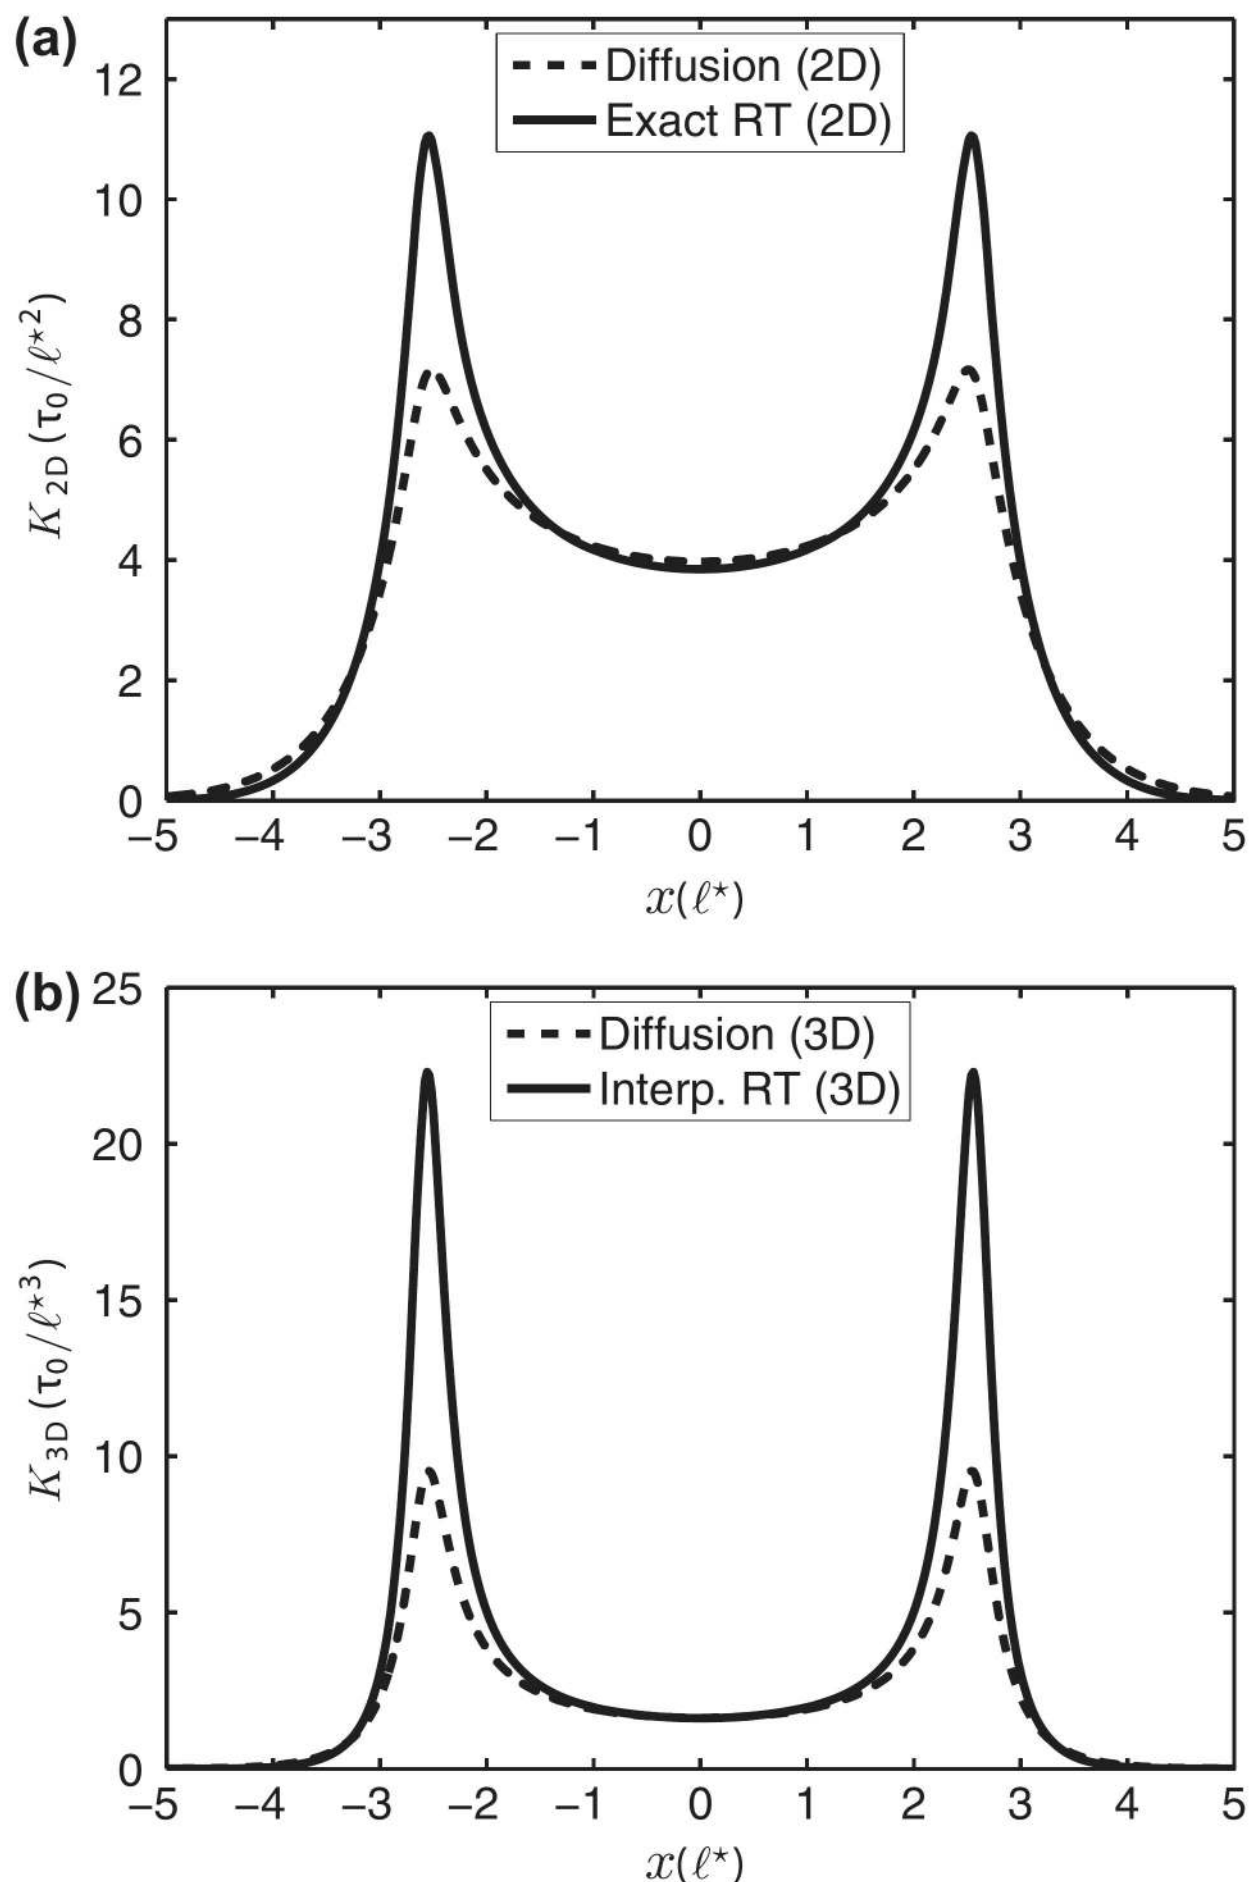 (a)
12
10
8
6
4
2
0
Diffusion (2D)
Exact RT (2D)
K2D (τ0/ℓ⋆2)
−5 −4 −3 −2 −1 0 1 2 3 4 5
x(ℓ⋆)
(b)
25
20
15
10
5
0
Diffusion (3D)
Interp. RT (3D)
K3D (τ0/ℓ⋆3)
−5 −4 −3 −2 −1 0 1 2 3 4 5
x(ℓ⋆)